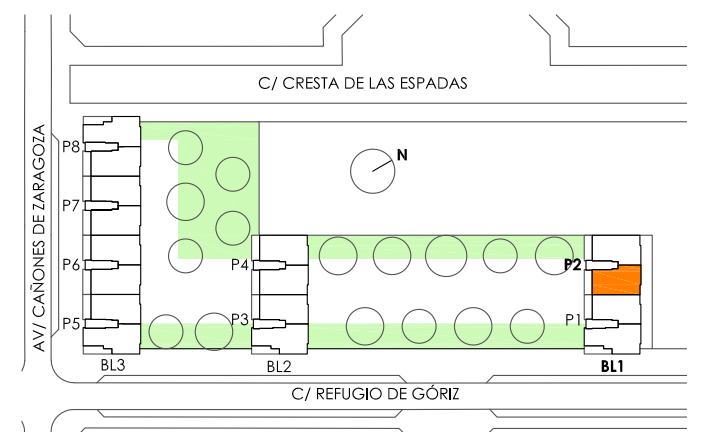 C/ CRESTA DE LAS ESPADAS
AV/ CAÑONES DE ZARAGOZA
P8
N
P7
P6
P4
P2
P5
P3
P1
BL3
BL2
BL1
C/ REFUGIO DE GÓRIZ